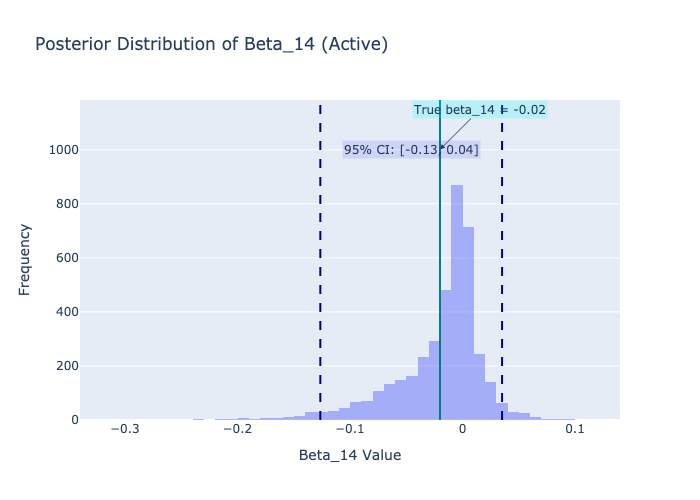 Posterior Distribution of Beta_14 (Active)
True beta_14 = -0.02
95% CI: [-0.13, 0.04]
Frequency
1000
800
600
400
200
0
−0.3 −0.2 −0.1 0 0.1
Beta_14 Value